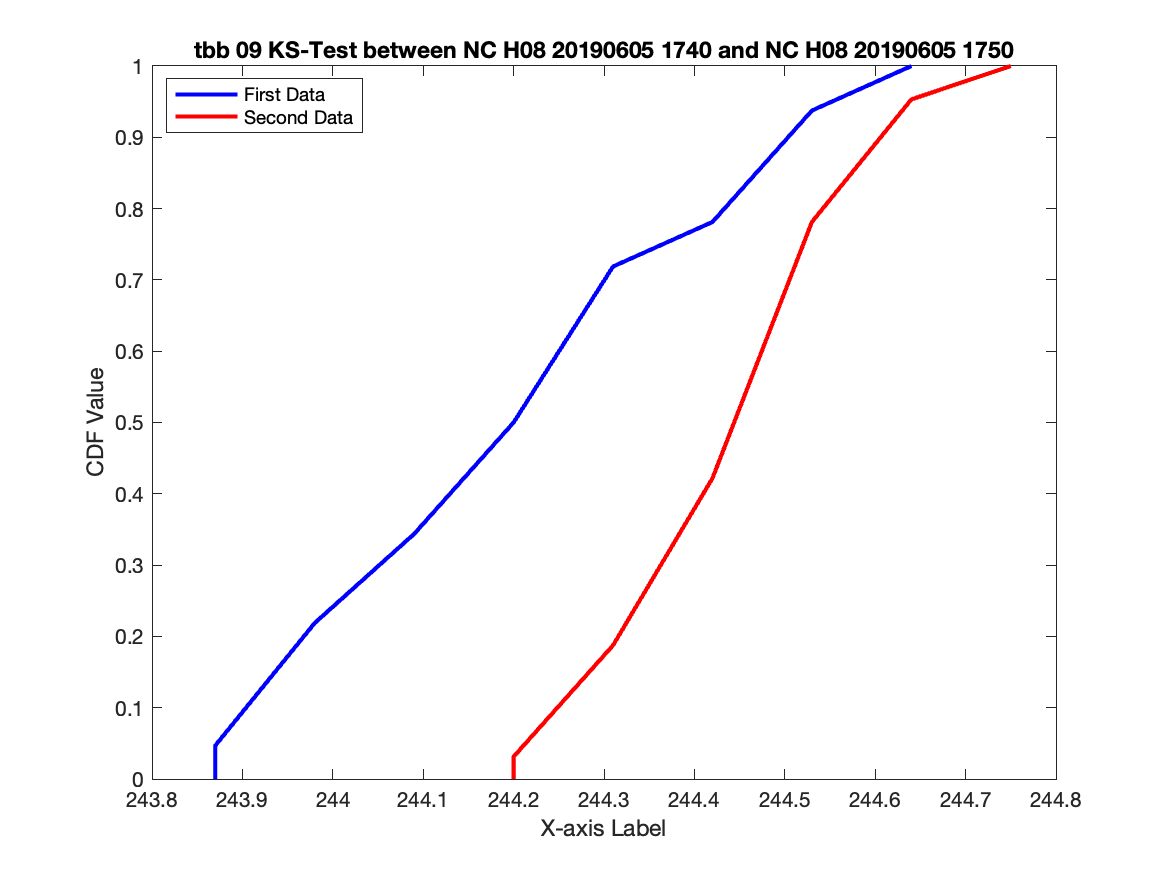 tbb 09 KS-Test between NC H08 20190605 1740 and NC H08 20190605 1750
First Data
Second Data
1
0.9
0.8
0.7
0.6
0.5
0.4
0.3
0.2
0.1
0
CDF Value
243.8 243.9 244 244.1 244.2 244.3 244.4 244.5 244.6 244.7 244.8
X-axis Label